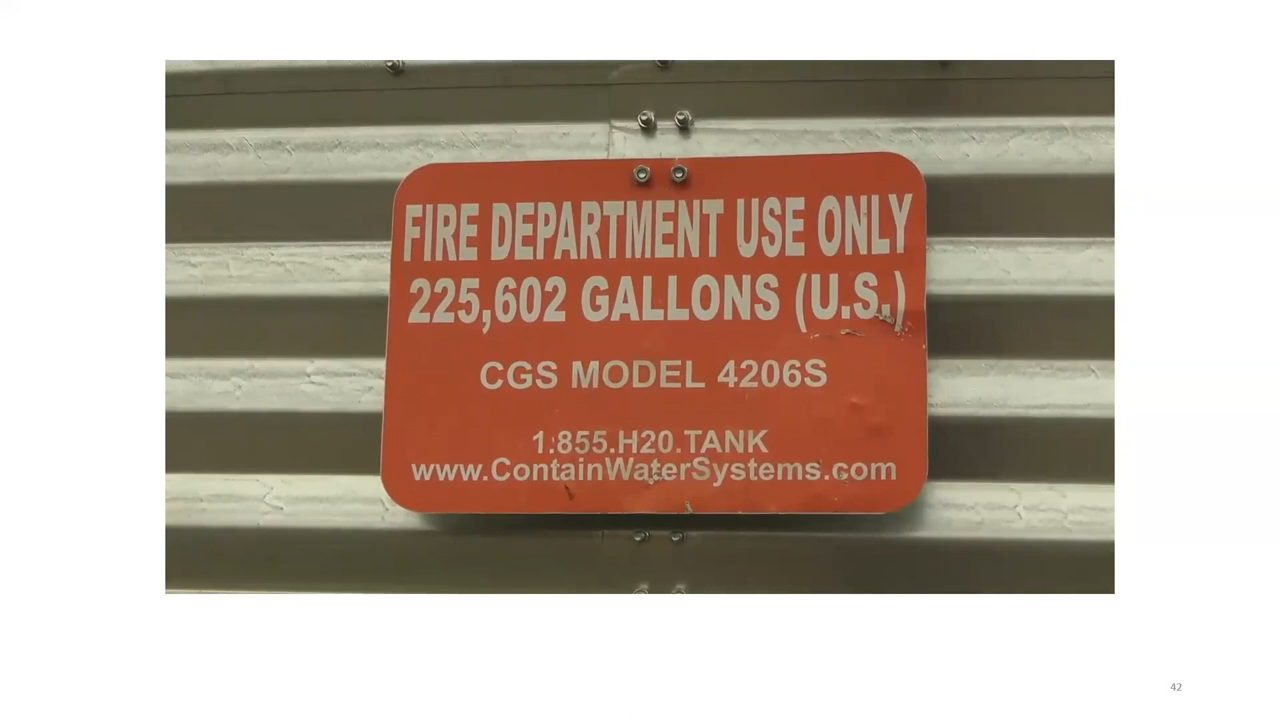 FIRE DEPARTMENT USE ONLY
225,602 GALLONS (U.S.)
CGS MODEL 4206S
1.855.H20.TANK
www.ContainWaterSystems.com
42